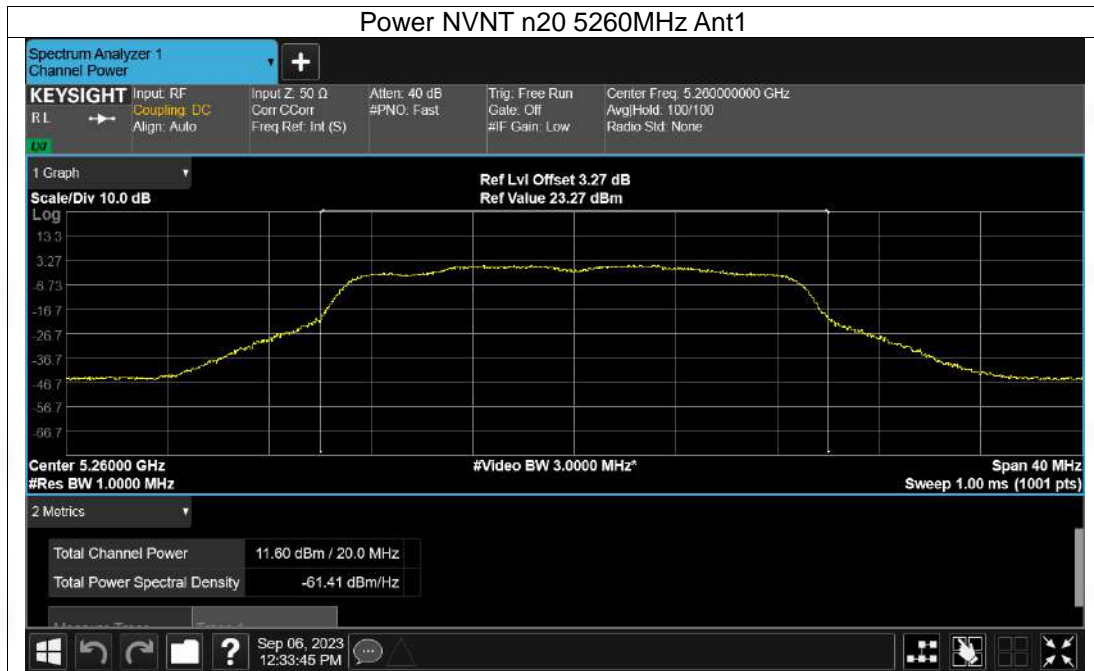 Power NVNT n20 5260MHz Ant1
Spectrum Analyzer 1
Channel Power
+
KEYSIGHT
R L
LXI
Input: RF
Coupling: DC
Align: Auto
Input Z: 50 Ω
Corr CCorr
Freq Ref: Int (S)
Atten: 40 dB
#PNO: Fast
Trig: Free Run
Gate: Off
#IF Gain: Low
Center Freq: 5.260000000 GHz
Avg|Hold: 100/100
Radio Std: None
1 Graph
Ref Lvl Offset 3.27 dB
Scale/Div 10.0 dB
Ref Value 23.27 dBm
Log
13.3
3.27
-6.73
-16.7
-26.7
-36.7
-46.7
-56.7
-66.7
Center 5.26000 GHz
#Video BW 3.0000 MHz*
Span 40 MHz
#Res BW 1.0000 MHz
Sweep 1.00 ms (1001 pts)
2 Metrics
Total Channel Power 11.60 dBm / 20.0 MHz
Total Power Spectral Density -61.41 dBm/Hz
?
Sep 06, 2023
12:33:45 PM